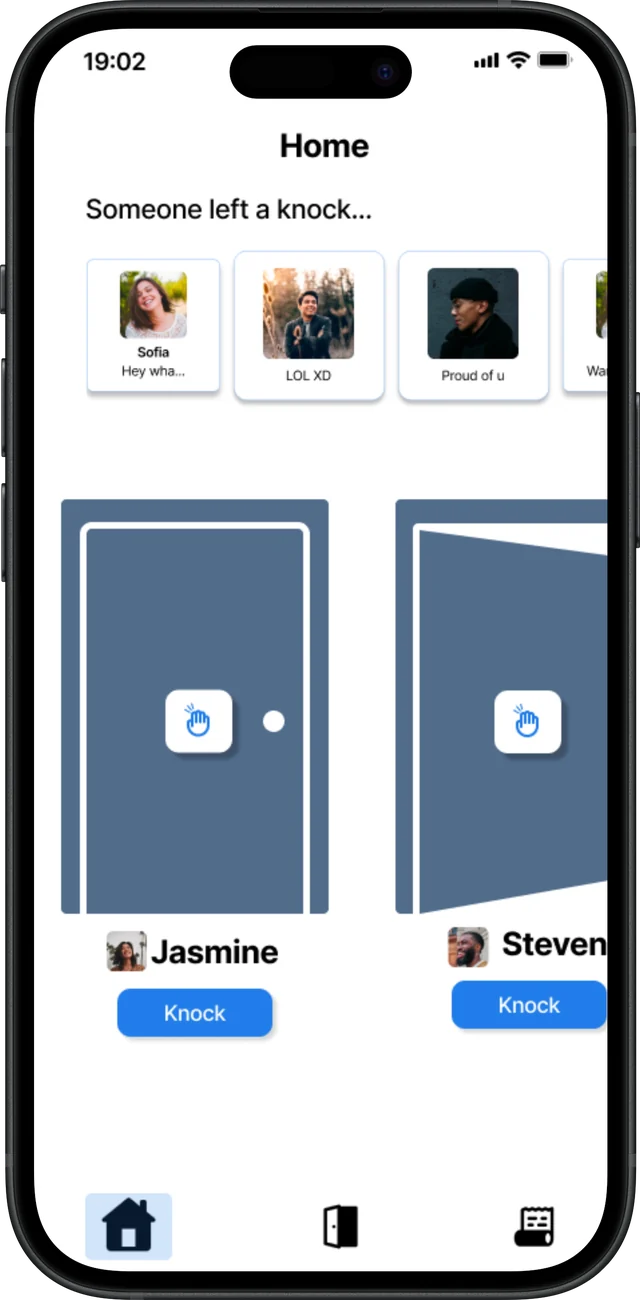 19:02
Home
Someone left a knock...
Sofia
Hey wha...
LOL XD
Proud of u
Jasmine
Steven
Knock
Knock